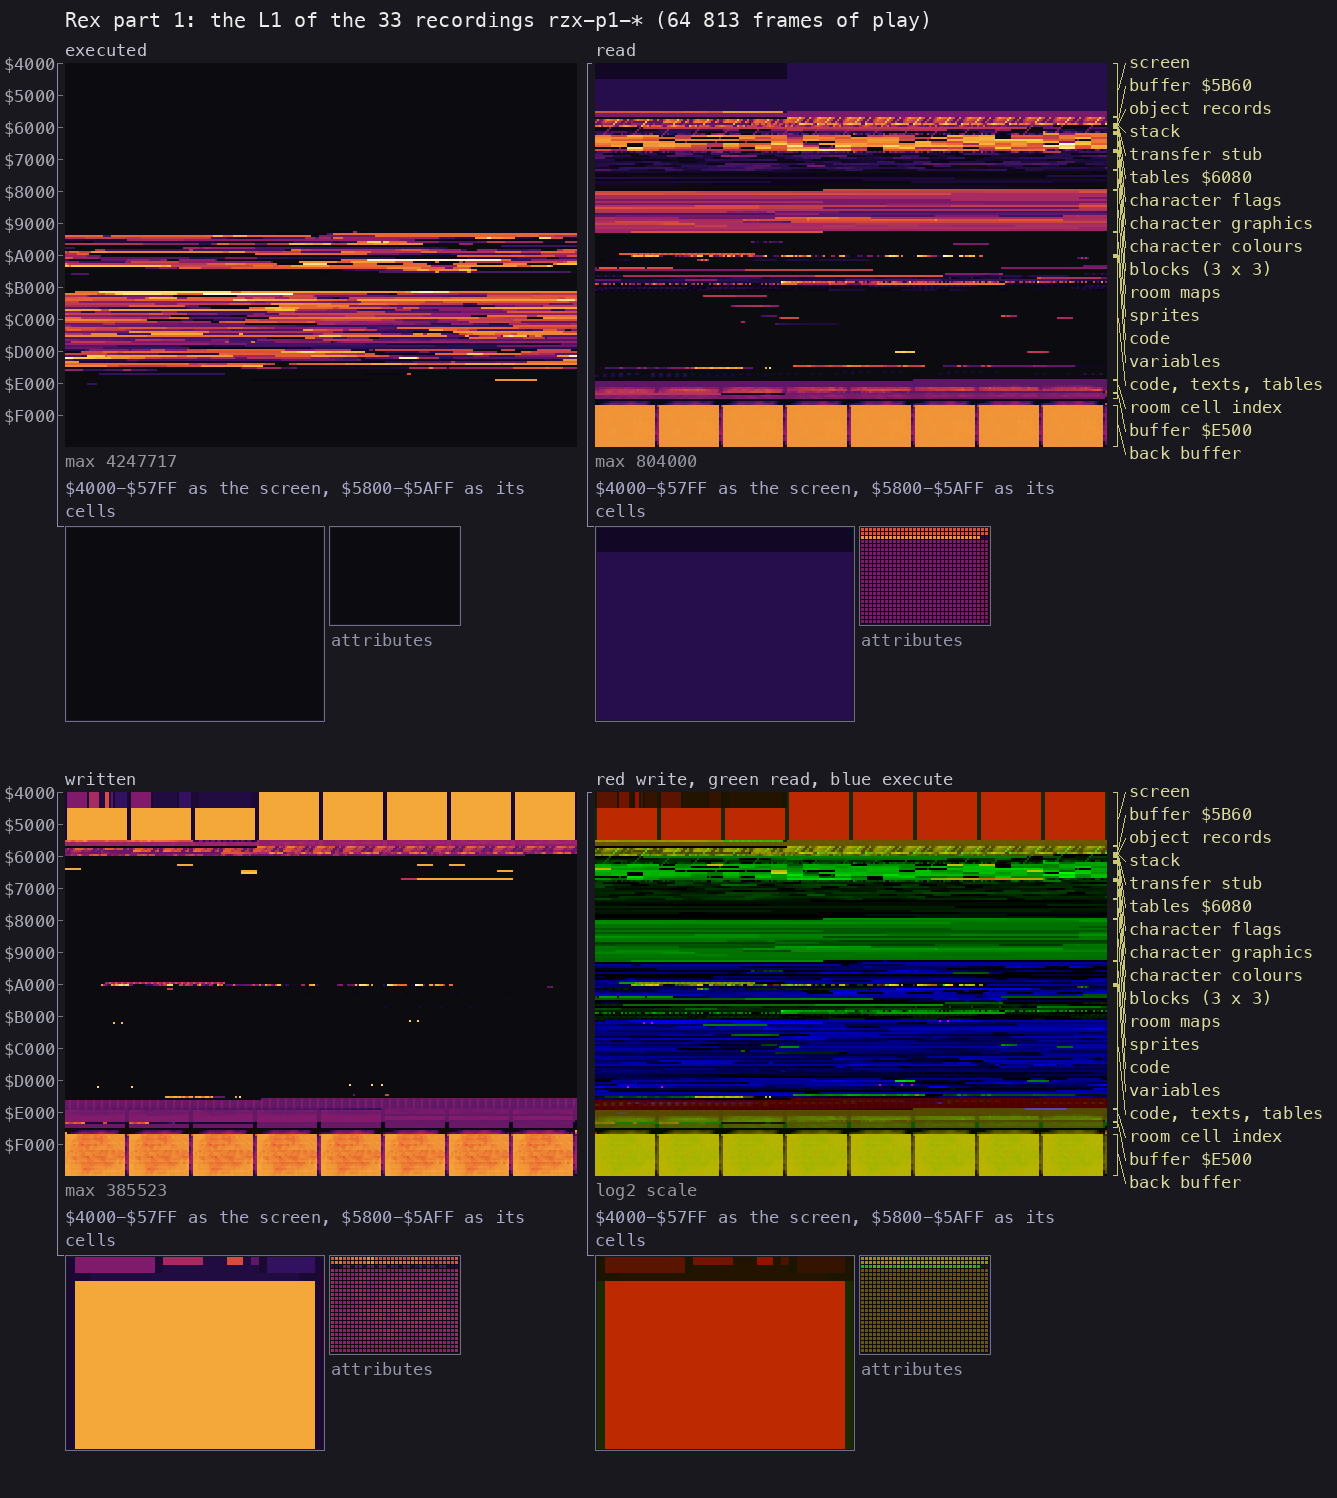 Rex part 1: the L1 of the 33 recordings rzx-p1-* (64 813 frames of play)
executed
read
$4000
$5000
$6000
$7000
$8000
$9000
$A000
$B000
$C000
$D000
$E000
$F000
screen
buffer $5B60
object records
stack
transfer stub
tables $6080
character flags
character graphics
character colours
blocks (3 x 3)
room maps
sprites
code
variables
code, texts, tables
room cell index
buffer $E500
back buffer
max 4247717
max 804000
$4000-$57FF as the screen, $5800-$5AFF as its
cells
$4000-$57FF as the screen, $5800-$5AFF as its
cells
attributes
attributes
written
red write, green read, blue execute
$4000
$5000
$6000
$7000
$8000
$9000
$A000
$B000
$C000
$D000
$E000
$F000
screen
buffer $5B60
object records
stack
transfer stub
tables $6080
character flags
character graphics
character colours
blocks (3 x 3)
room maps
sprites
code
variables
code, texts, tables
room cell index
buffer $E500
back buffer
max 385523
log2 scale
$4000-$57FF as the screen, $5800-$5AFF as its
cells
$4000-$57FF as the screen, $5800-$5AFF as its
cells
attributes
attributes